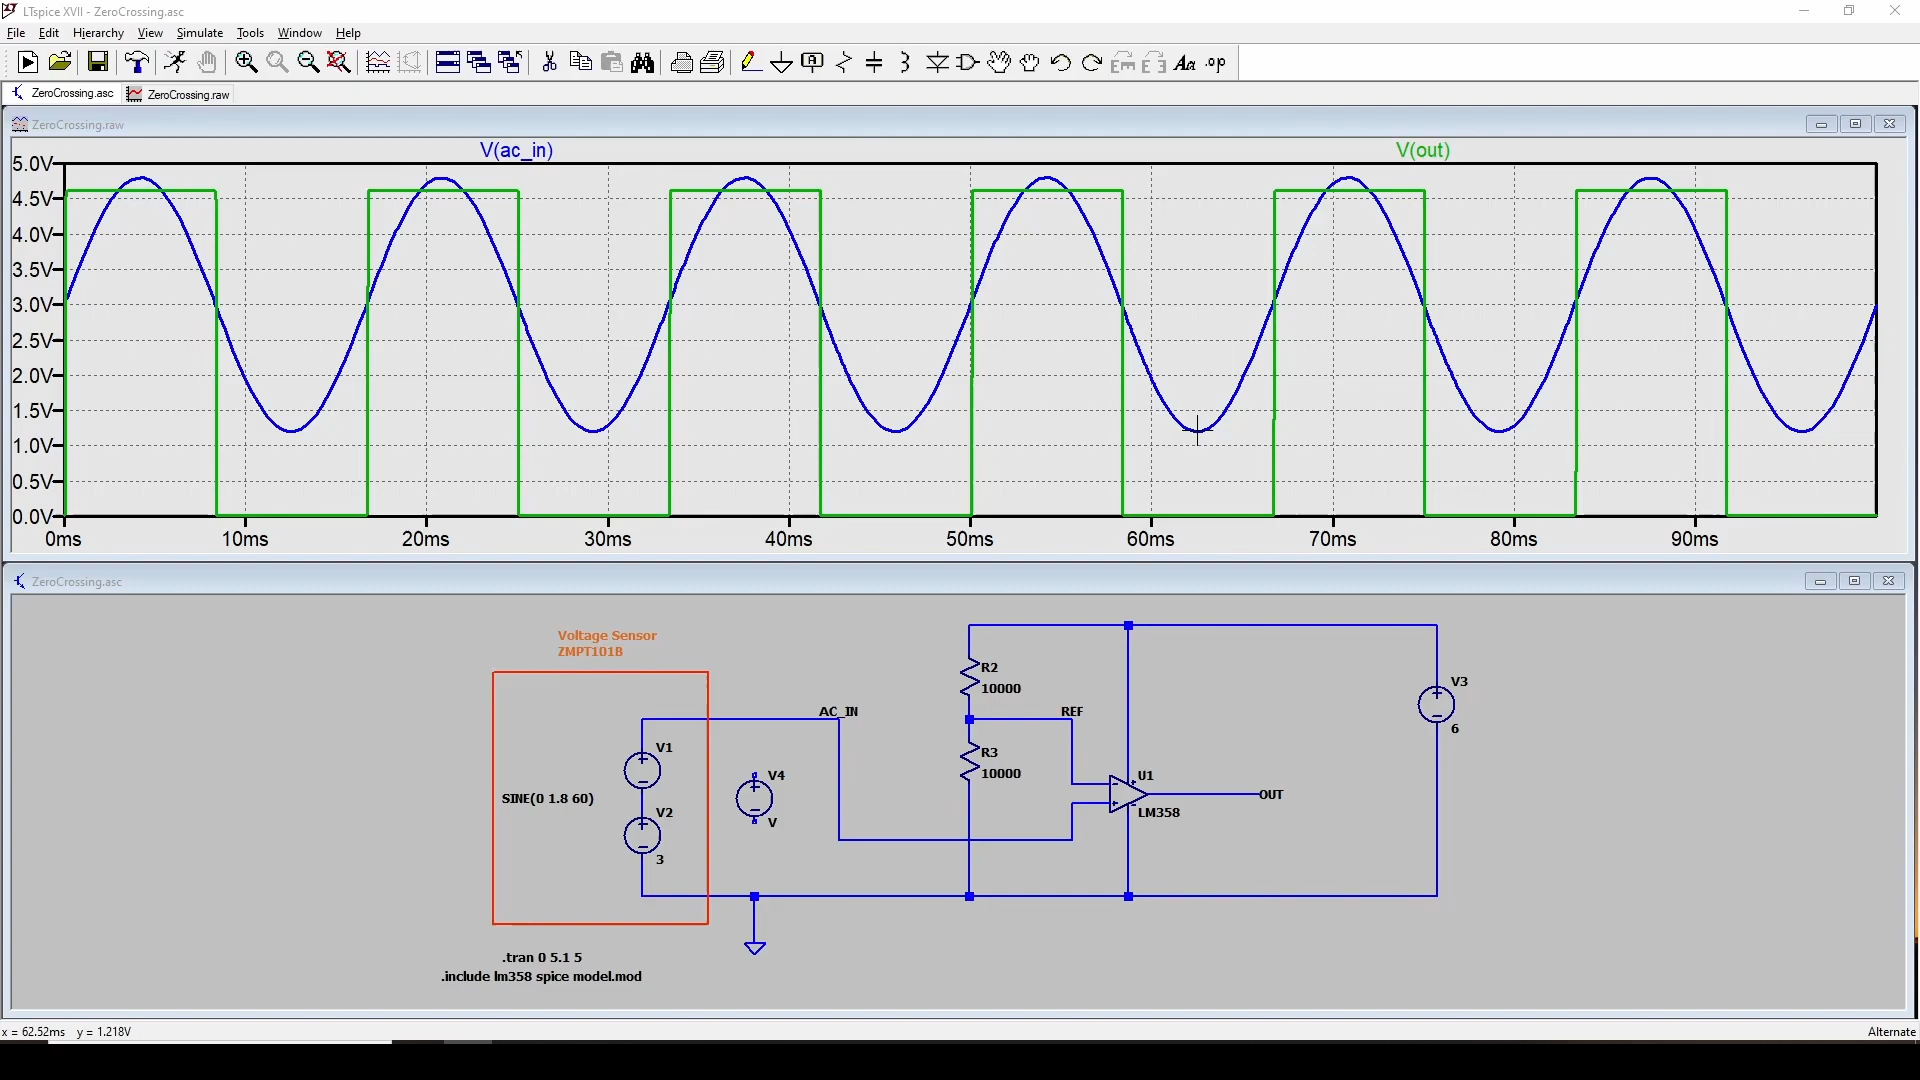 LTspice XVII - ZeroCrossing.asc
File Edit Hierarchy View Simulate Tools Window Help
.op
ZeroCrossing.asc ZeroCrossing.raw
ZeroCrossing.raw
V(ac_in) V(out)
5.0V
4.5V
4.0V
3.5V
3.0V
2.5V
2.0V
1.5V
1.0V
0.5V
0.0V
0ms 10ms 20ms 30ms 40ms 50ms 60ms 70ms 80ms 90ms
ZeroCrossing.asc
Voltage Sensor
ZMPT101B
R2
10000
V3
6
AC_IN
REF
V1
R3
10000
V4
V
U1
LM358
OUT
SINE(0 1.8 60)
V2
3
.tran 0 5.1 5
.include lm358 spice model.mod
x = 62.52ms y = 1.218V
Alternate